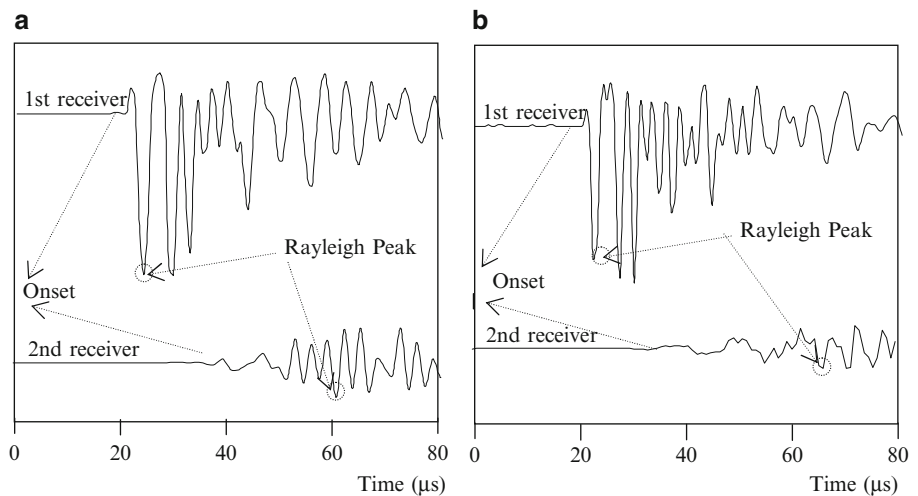 a
1st receiver
Rayleigh Peak
Onset
2nd receiver
0 20 40 60 80
Time (μs)
b
1st receiver
Rayleigh Peak
Onset
2nd receiver
0 20 40 60 80
Time (μs)